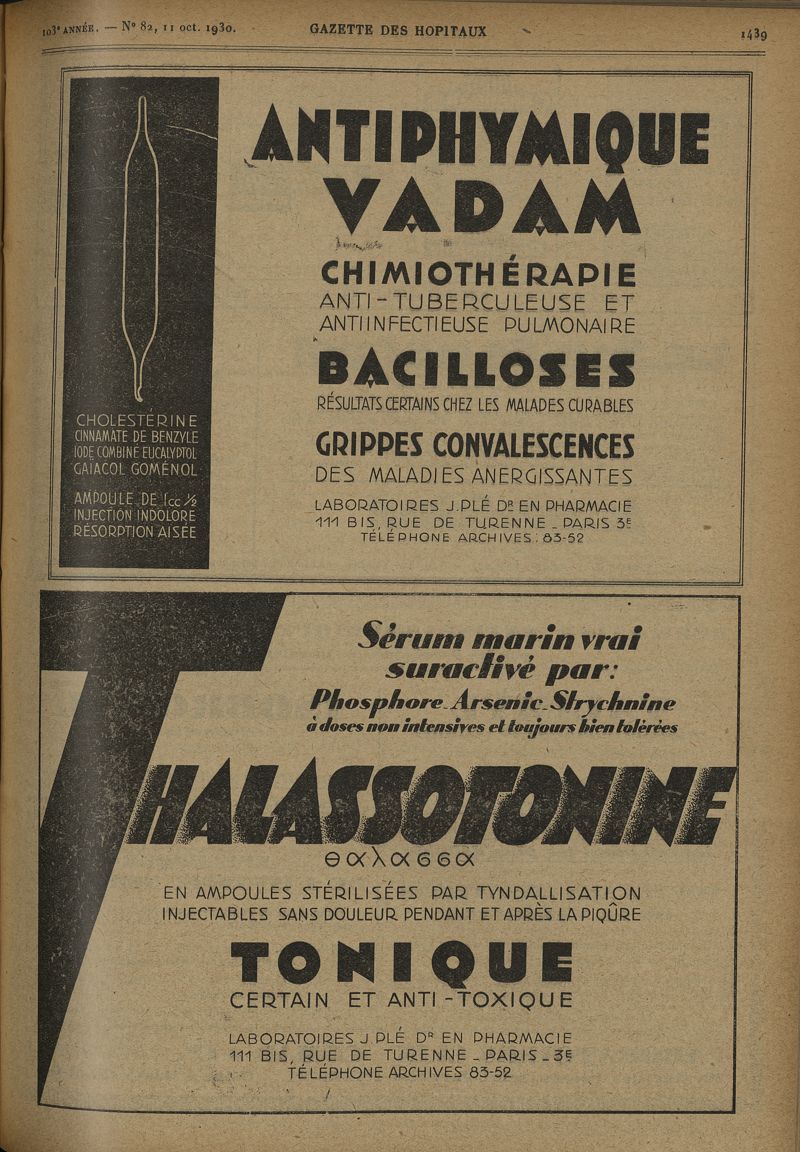 103e ANNÉE. — No 82, 11 oct. 1930.
GAZETTE DES HOPITAUX
1439
ANTIPHYMIQUE
VADAM
CHIMIOTHÉRAPIE
ANTI-TUBERCULEUSE ET
ANTIINFECTIEUSE PULMONAIRE
BACILLOSES
RÉSULTATS CERTAINS CHEZ LES MALADES CURABLES
GRIPPES CONVALESCENCES
DES MALADIES ANERGISSANTES
LABORATOIRES J.PLÉ DR EN PHARMACIE
111 BIS, RUE DE TURENNE _ PARIS 3E
TÉLÉPHONE ARCHIVES: 83-52
CHOLESTÉRINE
CINNAMATE DE BENZYLE
IODE COMBINÉ EUCALYPTOL
GAIACOL GOMÉNOL
AMPOULE DE 1cc ½
INJECTION INDOLORE
RÉSORPTION AISÉE
Sérum marin vrai
suractivé par:
Phosphore_Arsenic_Strychnine
à doses non intensives et toujours bien tolérées
THALASSOTONINE
θαλασσα
EN AMPOULES STÉRILISÉES PAR TYNDALLISATION
INJECTABLES SANS DOULEUR PENDANT ET APRÈS LA PIQÛRE
TONIQUE
CERTAIN ET ANTI-TOXIQUE
LABORATOIRES J.PLÉ DR EN PHARMACIE
111 BIS, RUE DE TURENNE _ PARIS _ 3E
TÉLÉPHONE ARCHIVES 83-52